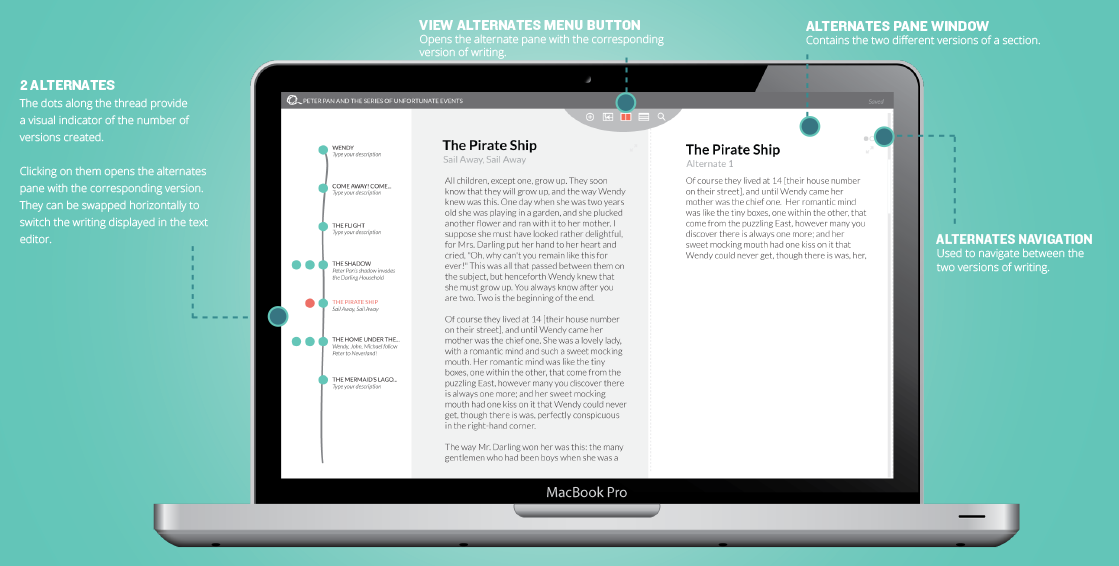 VIEW ALTERNATES MENU BUTTON
Opens the alternate pane with the corresponding
version of writing.
ALTERNATES PANE WINDOW
Contains the two different versions of a section.
2 ALTERNATES
The dots along the thread provide
a visual indicator of the number of
versions created.
Clicking on them opens the alternates
pane with the corresponding version.
They can be swapped horizontally to
switch the writing displayed in the text
editor.
PETER PAN AND THE SERIES OF UNFORTUNATE EVENTS
Saved
WENDY
Type your description
COME AWAY! COME...
Type your description
THE FLIGHT
Type your description
THE SHADOW
Peter Pan's shadow invades
the Darling Household
THE PIRATE SHIP
Sail Away, Sail Away
THE HOME UNDER THE...
Wendy, John, Michael follow
Peter to Neverland!
THE MERMAID'S LAGO...
Type your description
The Pirate Ship
Sail Away, Sail Away
All children, except one, grow up. They soon
know that they will grow up, and the way Wendy
knew was this. One day when she was two years
old she was playing in a garden, and she plucked
another flower and ran with it to her mother. I
suppose she must have looked rather delightful,
for Mrs. Darling put her hand to her heart and
cried, "Oh, why can't you remain like this for
ever!" This was all that passed between them on
the subject, but henceforth Wendy knew that
she must grow up. You always know after you
are two. Two is the beginning of the end.
Of course they lived at 14 [their house number
on their street], and until Wendy came her
mother was the chief one. She was a lovely lady,
with a romantic mind and such a sweet mocking
mouth. Her romantic mind was like the tiny
boxes, one within the other, that come from the
puzzling East, however many you discover there
is always one more; and her sweet mocking
mouth had one kiss on it that Wendy could never
get, though there is was, perfectly conspicuous
in the right-hand corner.
The way Mr. Darling won her was this: the many
gentlemen who had been boys when she was a
The Pirate Ship
Alternate 1
Of course they lived at 14 [their house number
on their street], and until Wendy came her
mother was the chief one.  Her romantic mind
was like the tiny boxes, one within the other, that
come from the puzzling East, however many you
discover there is always one more; and her
sweet mocking mouth had one kiss on it that
Wendy could never get, though there is was, her,
ALTERNATES NAVIGATION
Used to navigate between the
two versions of writing.
MacBook Pro